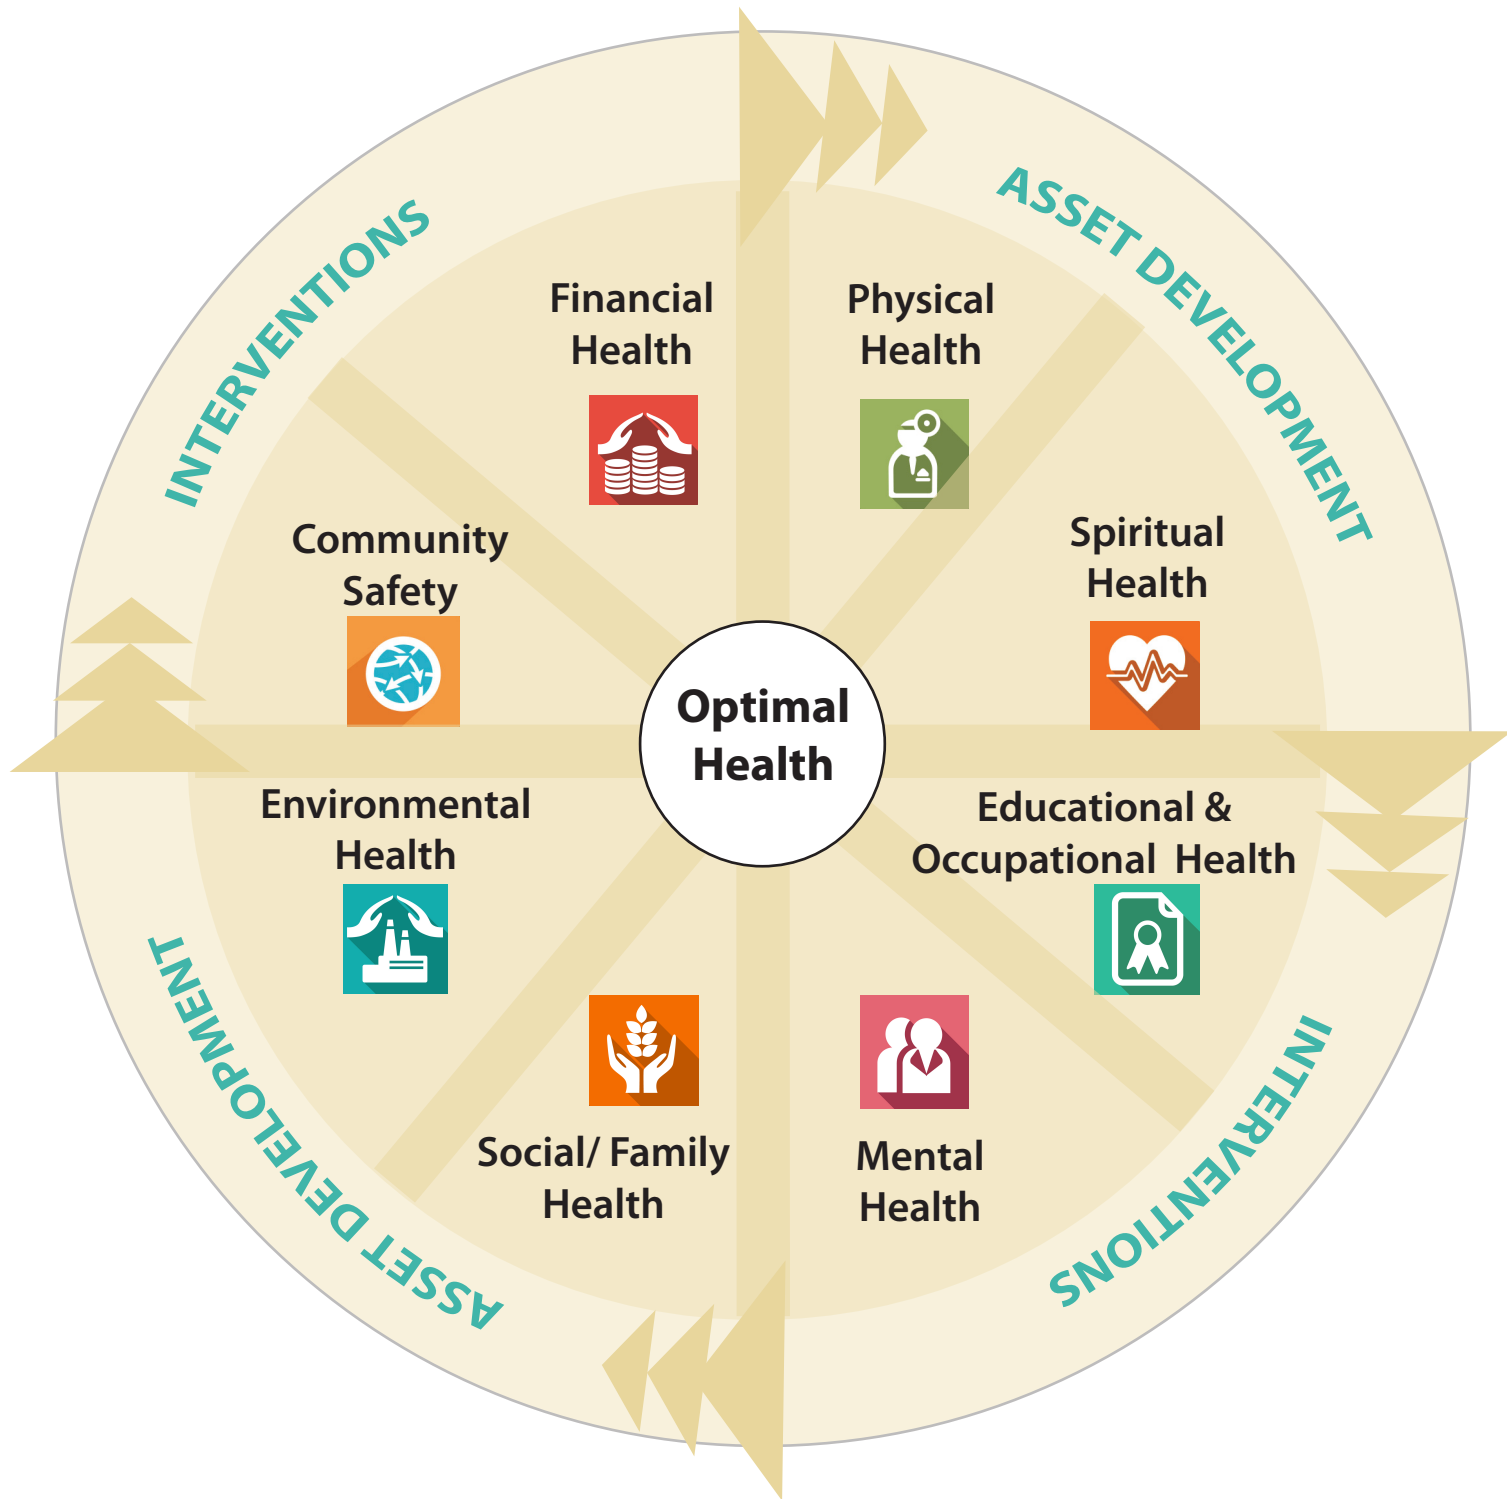 INTERVENTIONS
ASSET DEVELOPMENT
Financial
Health
Physical
Health
Community
Safety
Spiritual
Health
Optimal
Health
Environmental
Health
Educational &
Occupational Health
Social/ Family
Health
Mental
Health
ASSET DEVELOPMENT
INTERVENTIONS